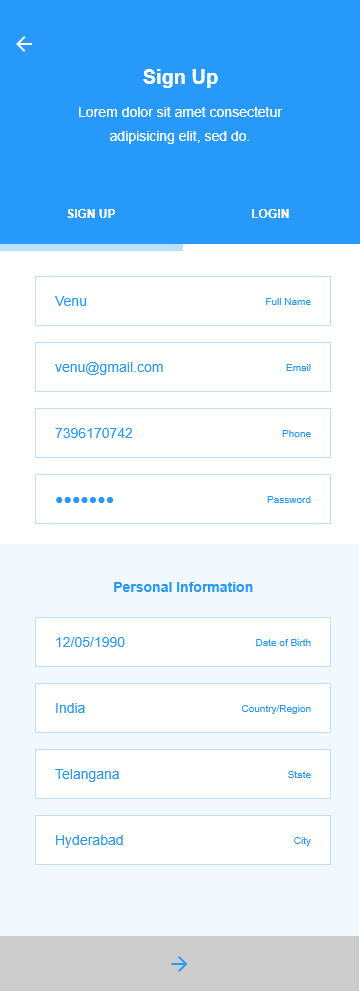 Sign Up
Lorem dolor sit amet consectetur
adipisicing elit, sed do.
SIGN UP LOGIN
Venu Full Name
venu@gmail.com Email
7396170742 Phone
●●●●●●● Password
Personal Information
12/05/1990 Date of Birth
India Country/Region
Telangana State
Hyderabad City